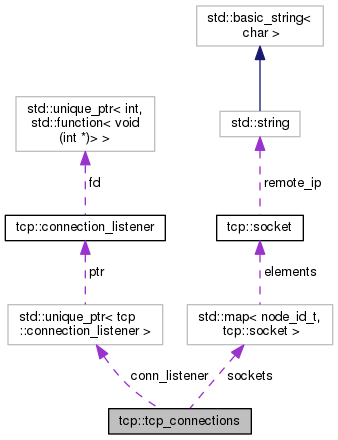 std::basic_string<
char >
std::unique_ptr< int,
std::function< void
(int *)> >
std::string
fd
remote_ip
tcp::connection_listener
tcp::socket
ptr
elements
std::unique_ptr< tcp
::connection_listener >
std::map< node_id_t,
tcp::socket >
conn_listener
sockets
tcp::tcp_connections